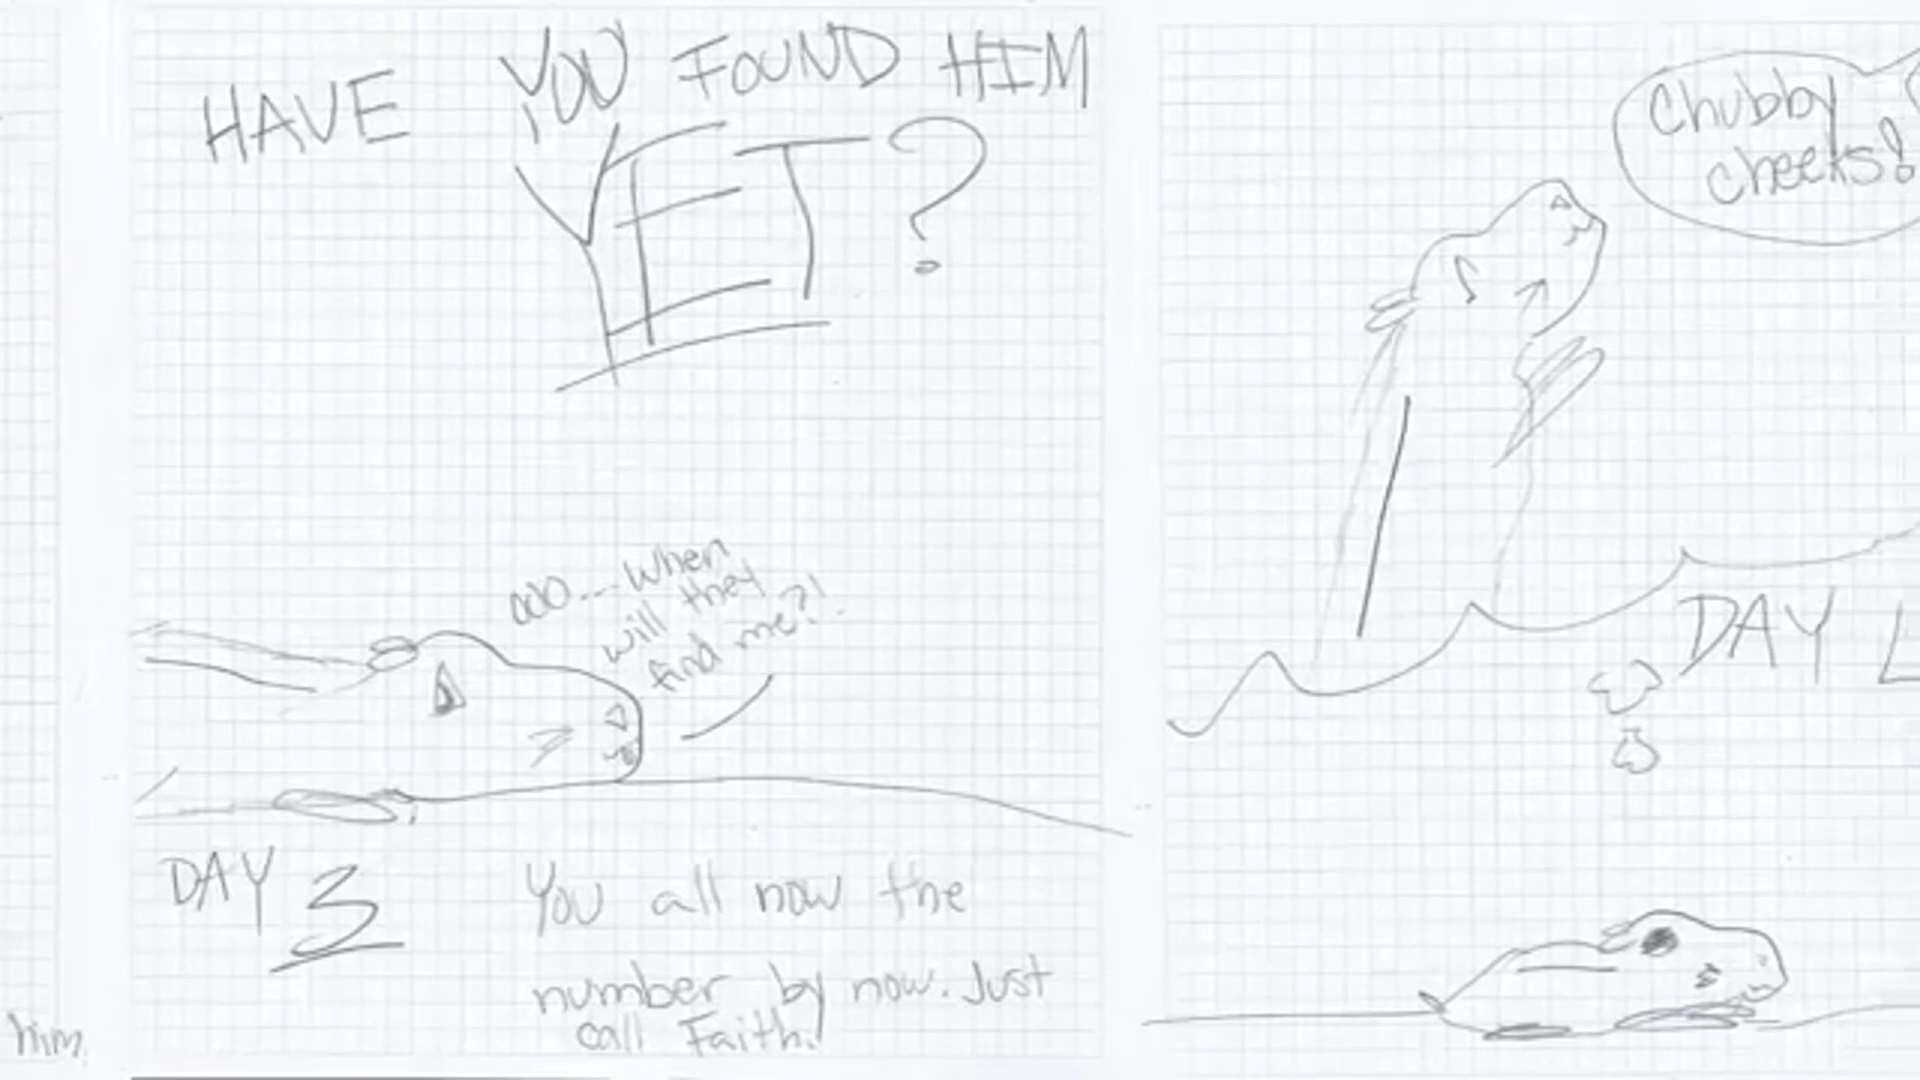 HAVE YOU FOUND HIM
YET?
ooo....when
will they
find me?!
DAY 3
You all now the
number by now. Just
call Faith!
him.
Chubby
cheeks!
DAY